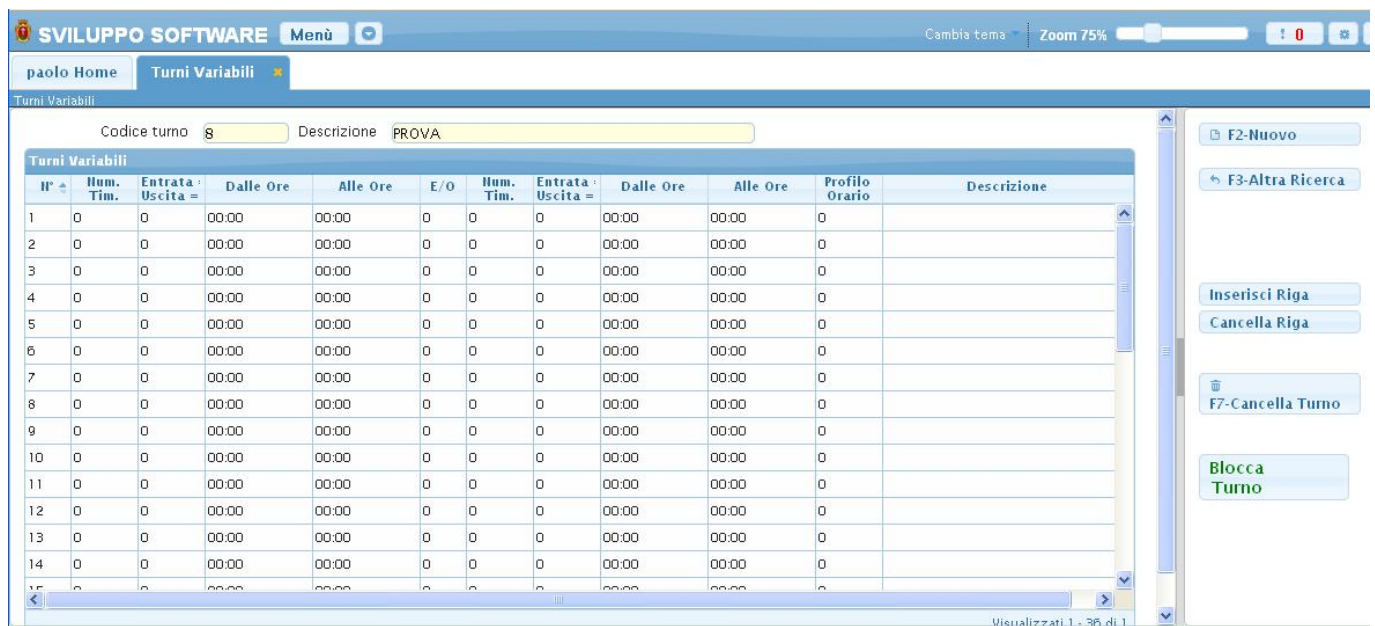 SVILUPPO SOFTWARE Menù Cambia tema Zoom 75% ! 0
paolo Home Turni Variabili
Turni Variabili
Codice turno 8 Descrizione PROVA
Turni Variabili
N° Num. Tim. Entrata : Uscita = Dalle Ore Alle Ore E/O Num. Tim. Entrata : Uscita = Dalle Ore Alle Ore Profilo Orario Descrizione
1 0 0 00:00 00:00 0 0 0 00:00 00:00 0
2 0 0 00:00 00:00 0 0 0 00:00 00:00 0
3 0 0 00:00 00:00 0 0 0 00:00 00:00 0
4 0 0 00:00 00:00 0 0 0 00:00 00:00 0
5 0 0 00:00 00:00 0 0 0 00:00 00:00 0
6 0 0 00:00 00:00 0 0 0 00:00 00:00 0
7 0 0 00:00 00:00 0 0 0 00:00 00:00 0
8 0 0 00:00 00:00 0 0 0 00:00 00:00 0
9 0 0 00:00 00:00 0 0 0 00:00 00:00 0
10 0 0 00:00 00:00 0 0 0 00:00 00:00 0
11 0 0 00:00 00:00 0 0 0 00:00 00:00 0
12 0 0 00:00 00:00 0 0 0 00:00 00:00 0
13 0 0 00:00 00:00 0 0 0 00:00 00:00 0
14 0 0 00:00 00:00 0 0 0 00:00 00:00 0
Visualizzati 1 - 36 di 1
F2-Nuovo
F3-Altra Ricerca
Inserisci Riga
Cancella Riga
F7-Cancella Turno
Blocca
Turno